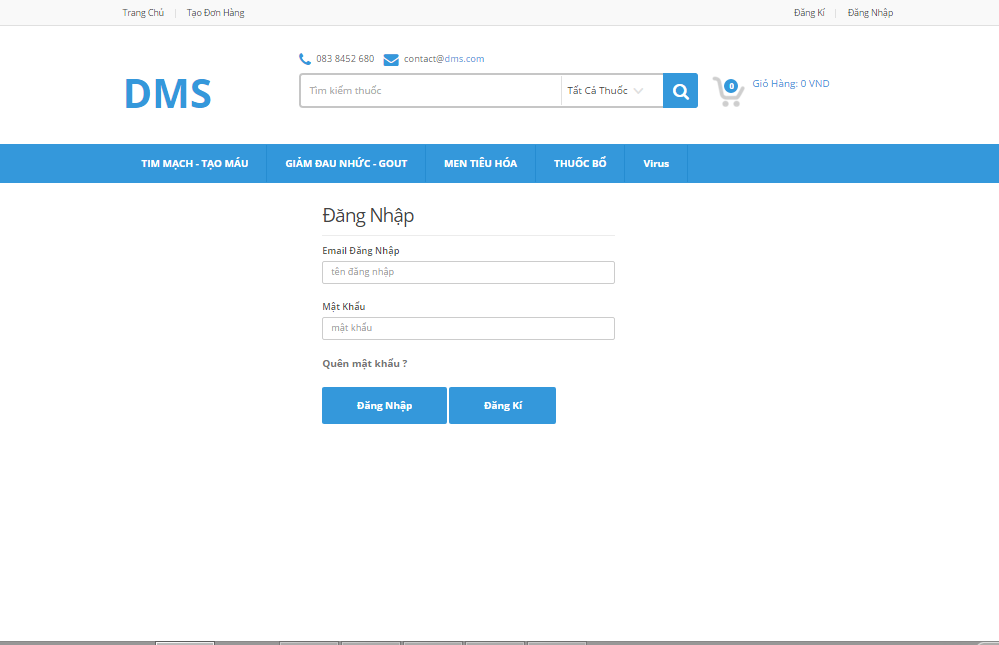 Trang Chủ | Tạo Đơn Hàng
Đăng Kí | Đăng Nhập
083 8452 680 contact@dms.com
DMS
Tìm kiếm thuốc Tất Cả Thuốc
0 Giỏ Hàng: 0 VND
TIM MẠCH - TẠO MÁU GIẢM ĐAU NHỨC - GOUT MEN TIÊU HÓA THUỐC BỔ Virus
Đăng Nhập
Email Đăng Nhập
tên đăng nhập
Mật Khẩu
mật khẩu
Quên mật khẩu ?
Đăng Nhập Đăng Kí